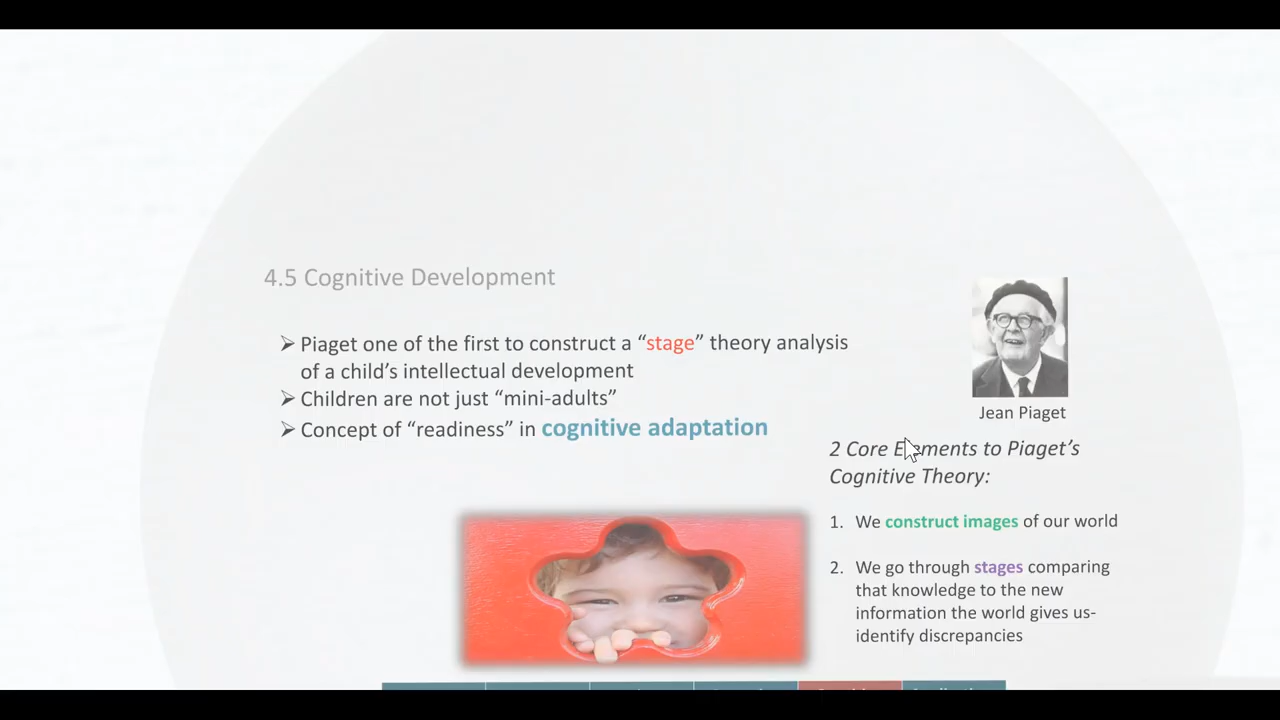 4.5 Cognitive Development
➢ Piaget one of the first to construct a “stage” theory analysis
of a child’s intellectual development
➢ Children are not just “mini-adults”
➢ Concept of “readiness” in cognitive adaptation
Jean Piaget
2 Core Elements to Piaget’s
Cognitive Theory:
1. We construct images of our world
2. We go through stages comparing
that knowledge to the new
information the world gives us-
identify discrepancies